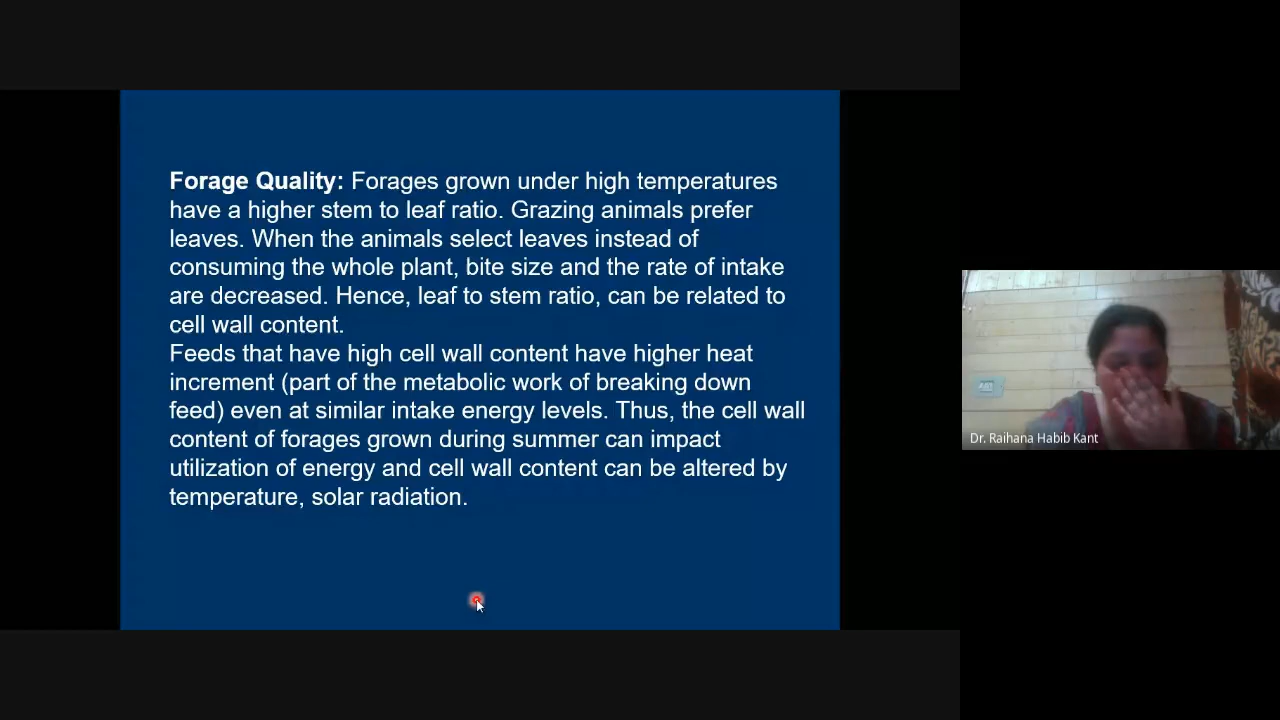 Forage Quality: Forages grown under high temperatures
have a higher stem to leaf ratio. Grazing animals prefer
leaves. When the animals select leaves instead of
consuming the whole plant, bite size and the rate of intake
are decreased. Hence, leaf to stem ratio, can be related to
cell wall content.
Feeds that have high cell wall content have higher heat
increment (part of the metabolic work of breaking down
feed) even at similar intake energy levels. Thus, the cell wall
content of forages grown during summer can impact
utilization of energy and cell wall content can be altered by
temperature, solar radiation.
Dr. Raihana Habib Kant